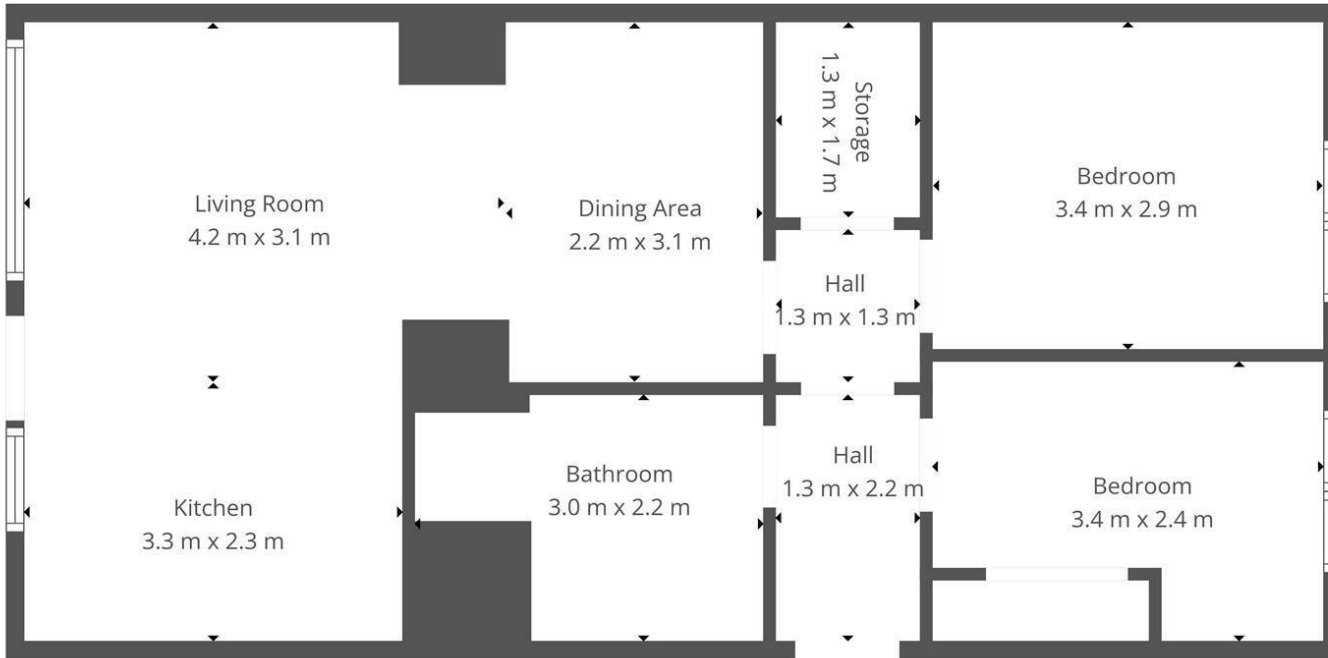 Living Room
4.2 m x 3.1 m
Dining Area
2.2 m x 3.1 m
Storage
1.3 m x 1.7 m
Bedroom
3.4 m x 2.9 m
Hall
1.3 m x 1.3 m
Kitchen
3.3 m x 2.3 m
Bathroom
3.0 m x 2.2 m
Hall
1.3 m x 2.2 m
Bedroom
3.4 m x 2.4 m